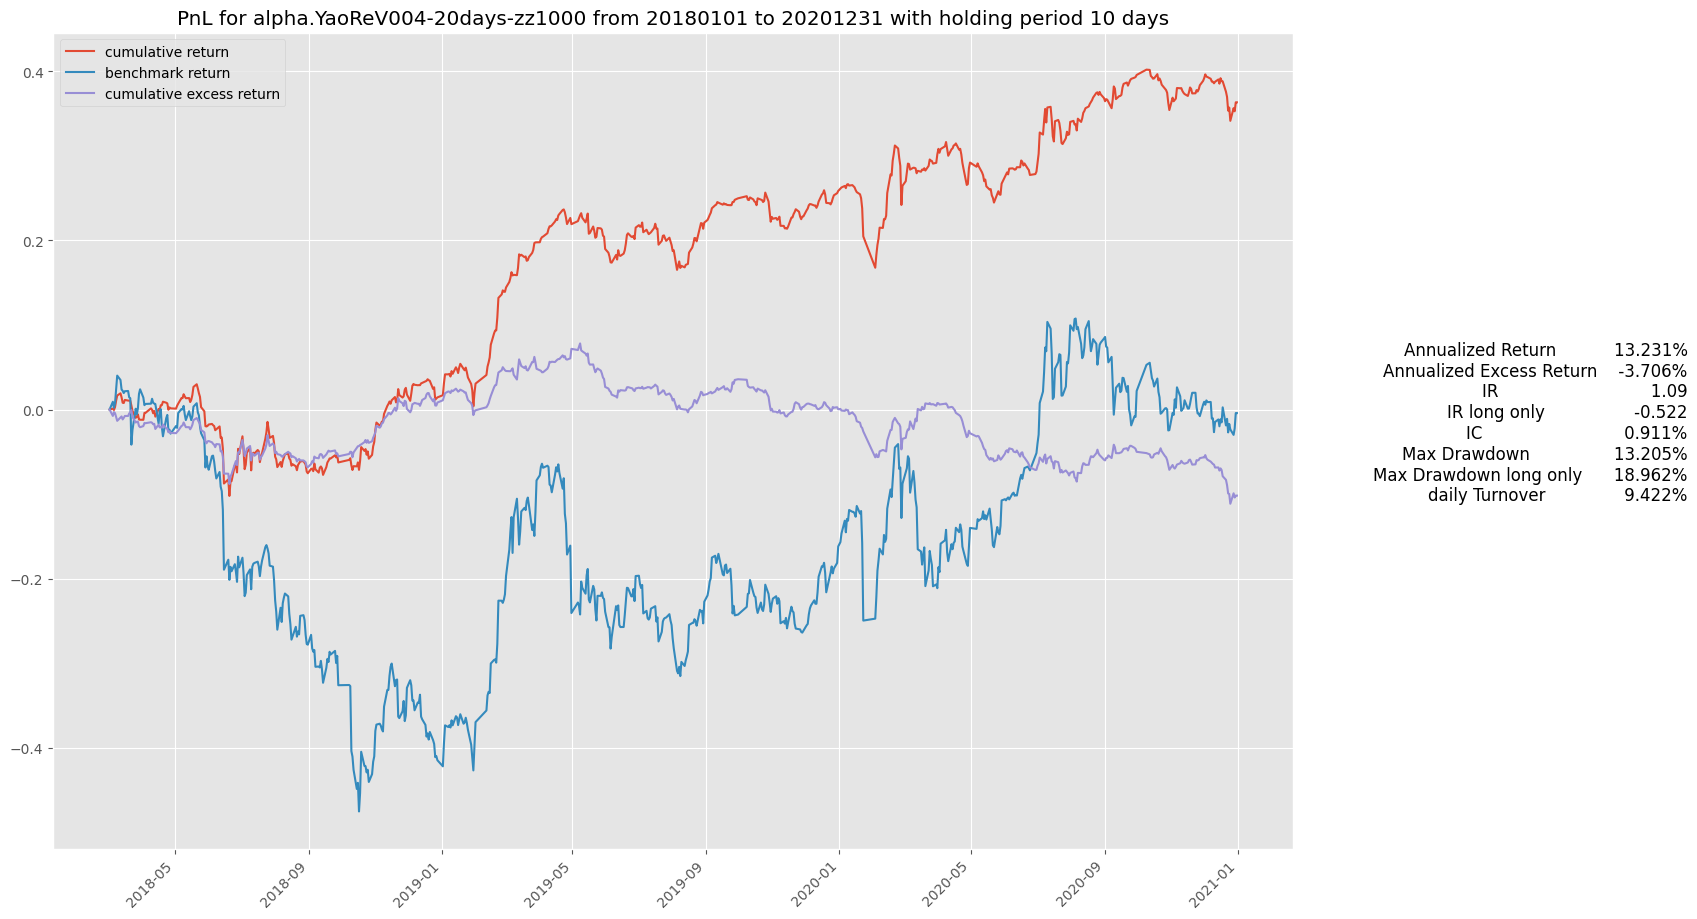 PnL for alpha.YaoReV004-20days-zz1000 from 20180101 to 20201231 with holding period 10 days
cumulative return
benchmark return
cumulative excess return
0.4
0.2
0.0
−0.2
−0.4
2018-05
2018-09
2019-01
2019-05
2019-09
2020-01
2020-05
2020-09
2021-01
Annualized Return 13.231%
Annualized Excess Return -3.706%
IR 1.09
IR long only -0.522
IC 0.911%
Max Drawdown 13.205%
Max Drawdown long only 18.962%
daily Turnover 9.422%